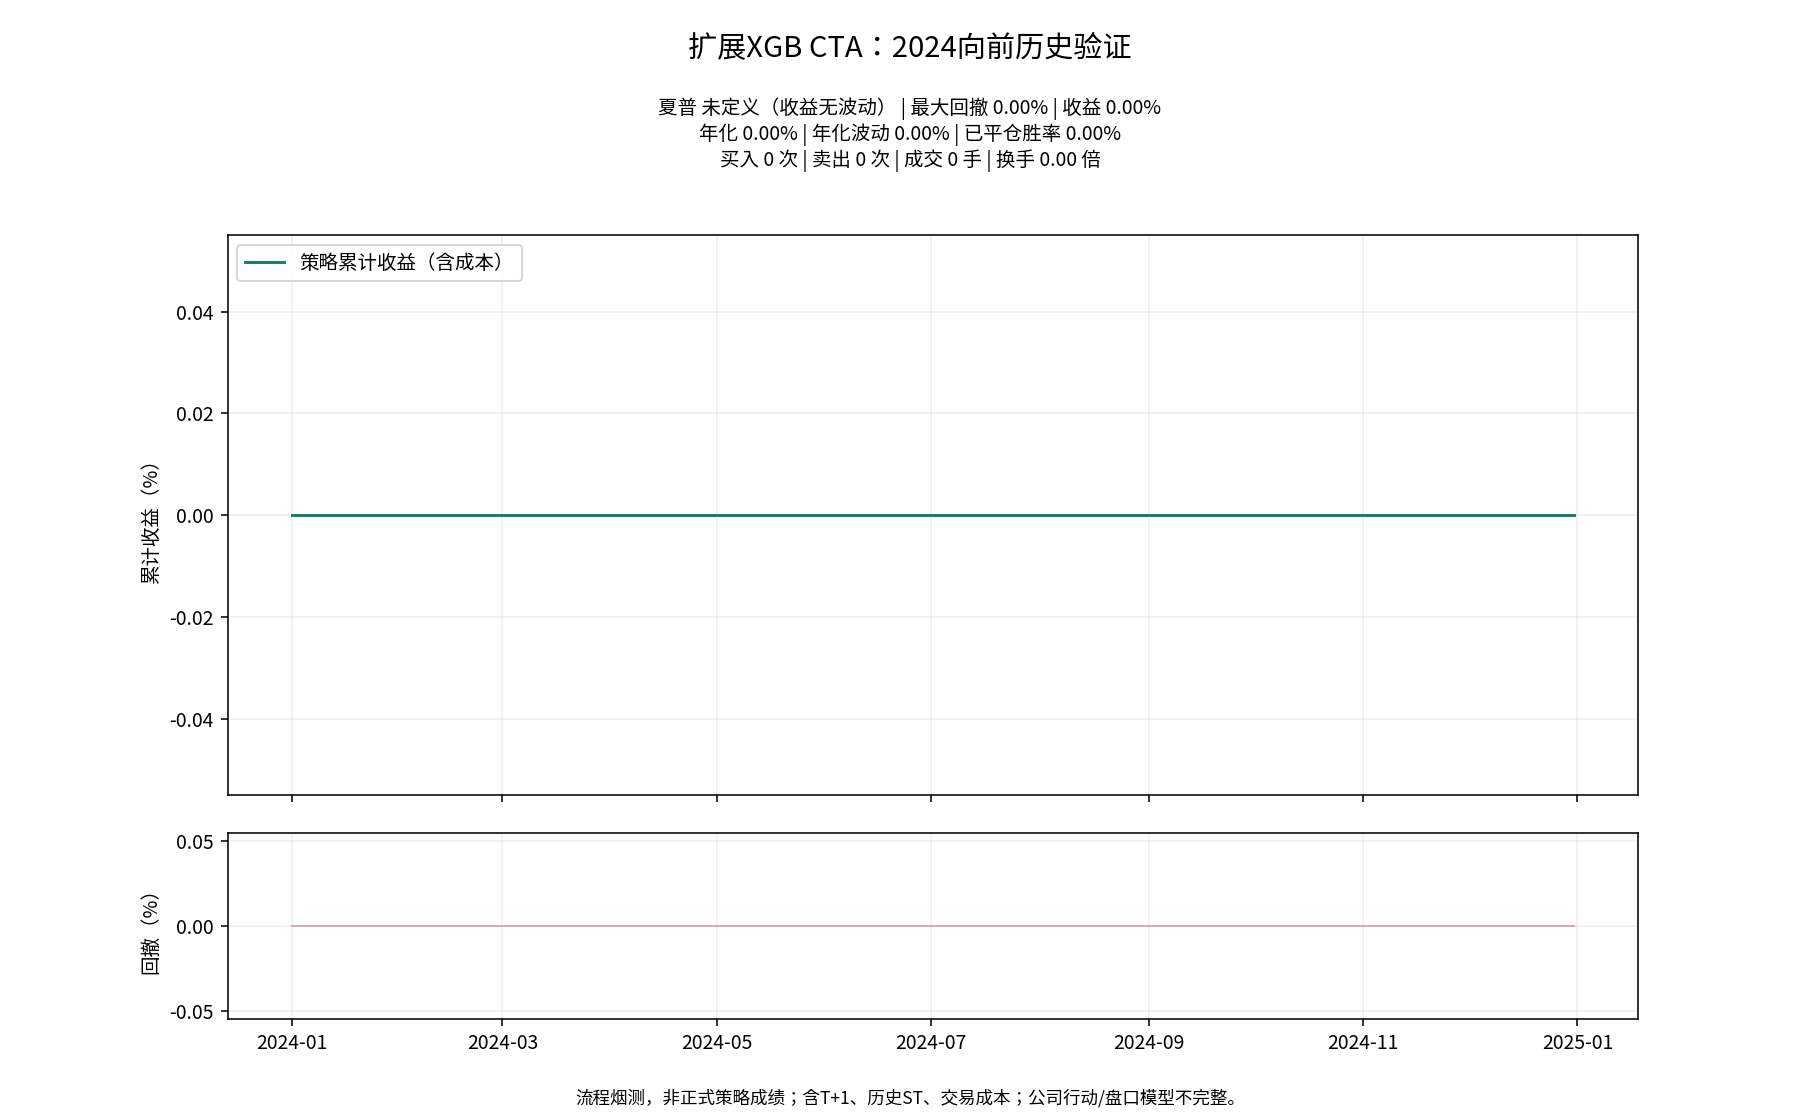 扩展XGB CTA：2024向前历史验证
夏普 未定义（收益无波动） | 最大回撤 0.00% | 收益 0.00%
年化 0.00% | 年化波动 0.00% | 已平仓胜率 0.00%
买入 0 次 | 卖出 0 次 | 成交 0 手 | 换手 0.00 倍
策略累计收益（含成本）
累计收益（%）
0.04
0.02
0.00
-0.02
-0.04
回撤（%）
0.05
0.00
-0.05
2024-01
2024-03
2024-05
2024-07
2024-09
2024-11
2025-01
流程烟测，非正式策略成绩；含T+1、历史ST、交易成本；公司行动/盘口模型不完整。